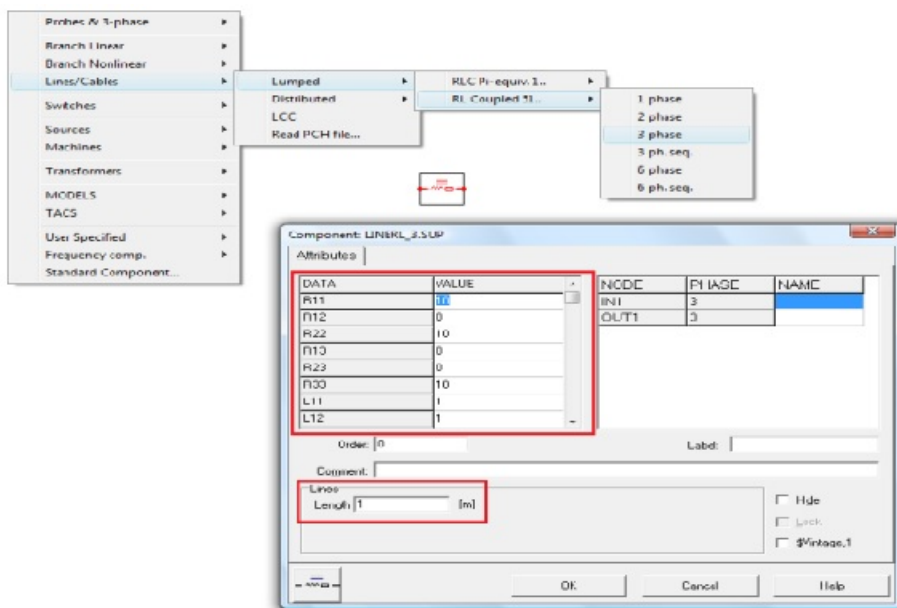 Probes & 3-phase
Branch Linear
Branch Nonlinear
Lines/Cables
Switches
Sources
Machines
Transformers
MODELS
TACS
User Specified
Frequency comp.
Standard Component...
Lumped
Distributed
LCC
Read PCH file...
RLC Pi-equiv. 1..
RL Coupled 51..
1 phase
2 phase
3 phase
3 ph. seq.
6 phase
6 ph. seq.
Component: LINERL_3.SUP
Attributes
DATA VALUE
R11 10
R12 0
R22 10
R13 0
R23 0
R33 10
L11 1
L12 1
NODE PHASE NAME
IN1 3
OUT1 3
Order: 0
Label:
Comment:
Lines
Length 1 [m]
Hide
Lock
$Vintage,1
OK
Cancel
Help